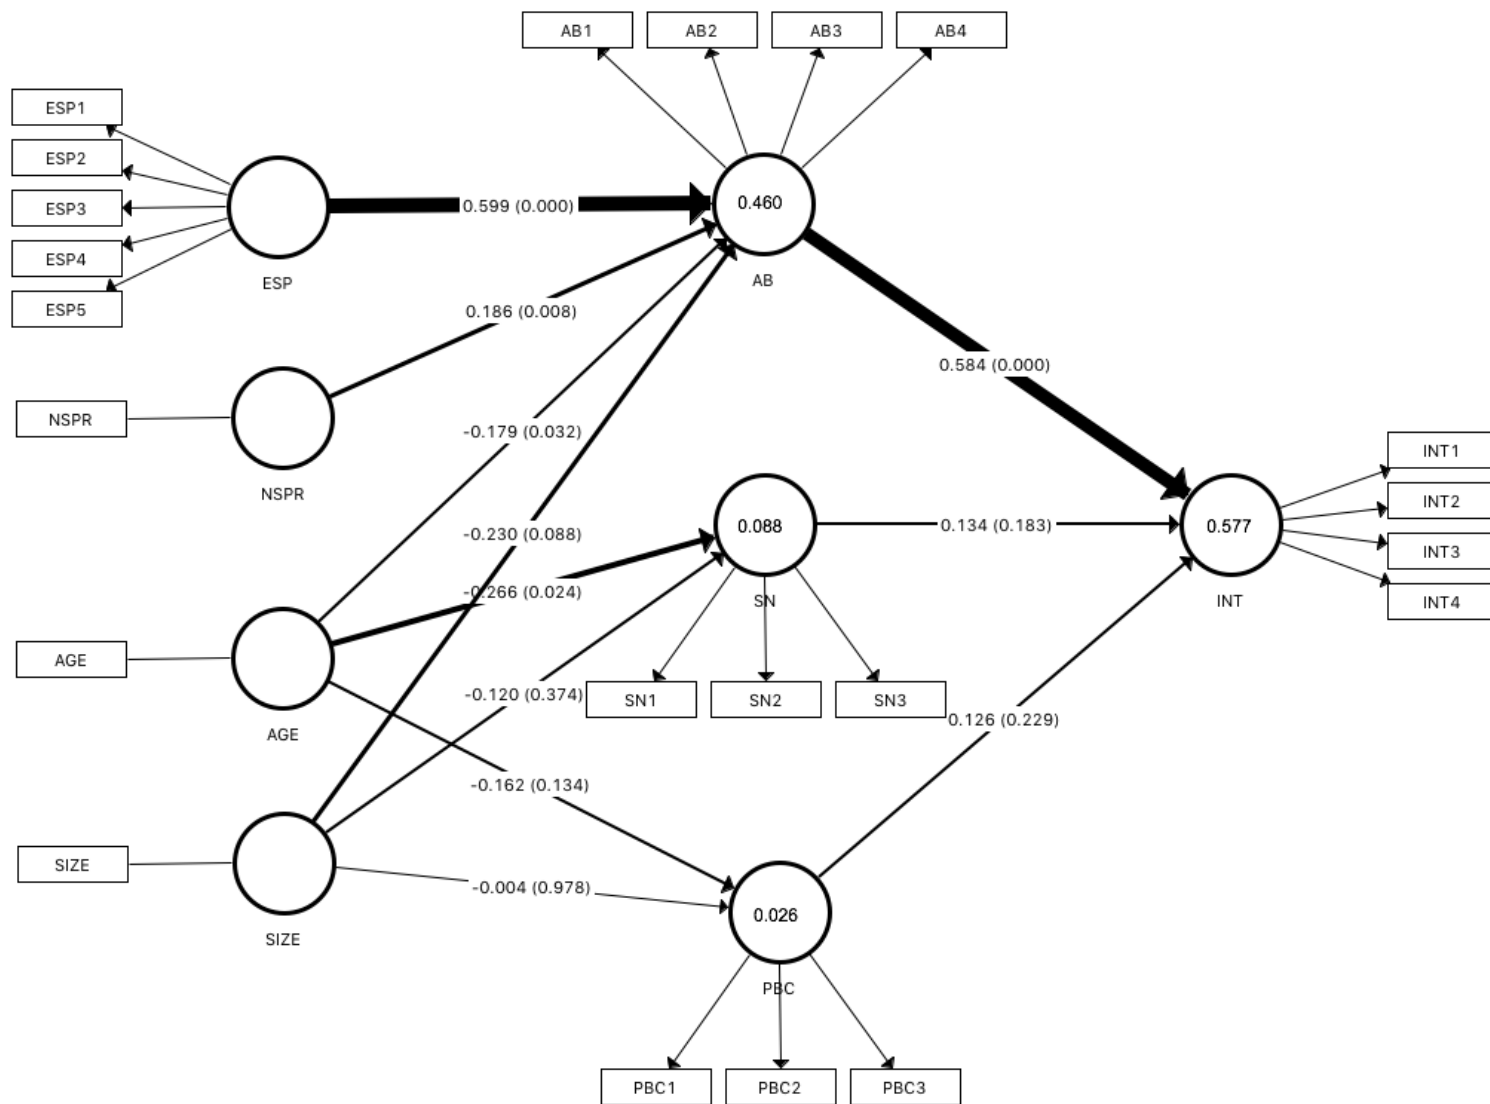 AB1
AB2
AB3
AB4
ESP1
ESP2
ESP3
ESP4
ESP5
ESP
0.599 (0.000)
0.460
AB
0.186 (0.008)
NSPR
NSPR
0.584 (0.000)
-0.179 (0.032)
-0.230 (0.088)
-0.266 (0.024)
0.088
SN
0.134 (0.183)
0.577
INT
INT1
INT2
INT3
INT4
AGE
AGE
-0.120 (0.374)
SN1
SN2
SN3
0.126 (0.229)
-0.162 (0.134)
SIZE
SIZE
-0.004 (0.978)
0.026
PBC
PBC1
PBC2
PBC3